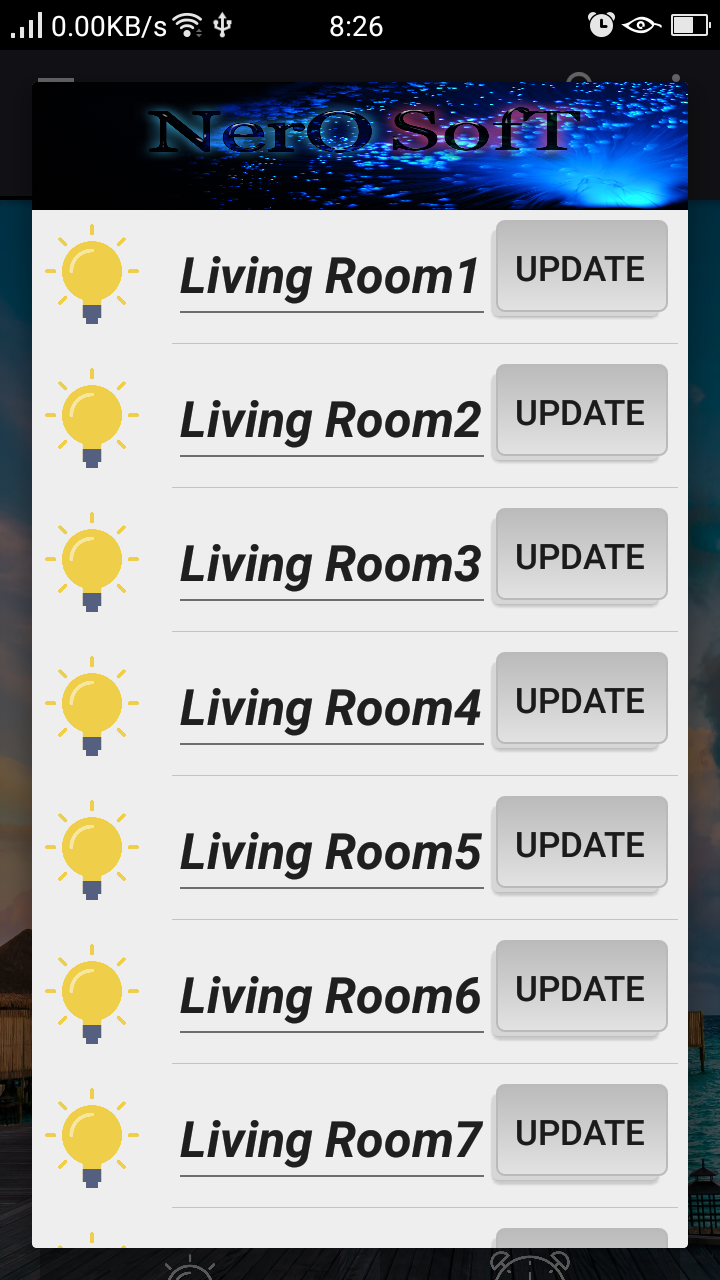 0.00KB/s 8:26
NerO SofT
Living Room1 UPDATE
Living Room2 UPDATE
Living Room3 UPDATE
Living Room4 UPDATE
Living Room5 UPDATE
Living Room6 UPDATE
Living Room7 UPDATE